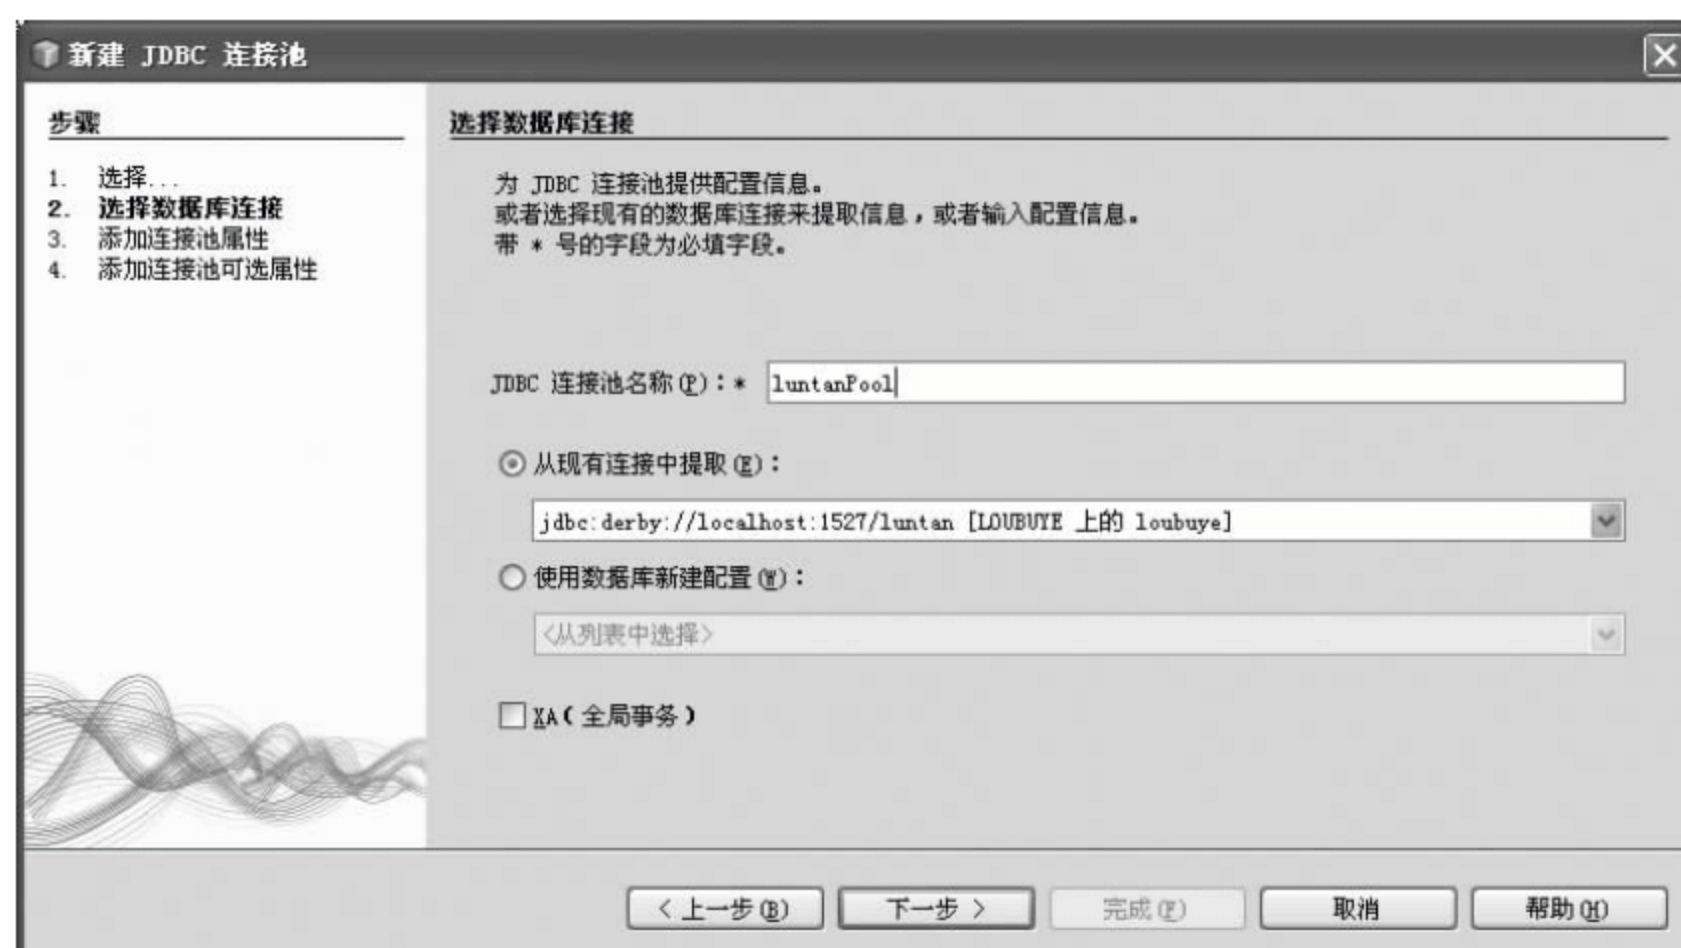 新建 JDBC 连接池
步骤
1. 选择...
2. 选择数据库连接
3. 添加连接池属性
4. 添加连接池可选属性
选择数据库连接
为 JDBC 连接池提供配置信息。
或者选择现有的数据库连接来提取信息，或者输入配置信息。
带 * 号的字段为必填字段。
JDBC 连接池名称(P)：* luntanPool
从现有连接中提取(E)：
jdbc:derby://localhost:1527/luntan [LOUBUYE 上的 loubuye]
使用数据库新建配置(W)：
<从列表中选择>
XA（全局事务）
< 上一步(B) 下一步 > 完成(F) 取消 帮助(H)